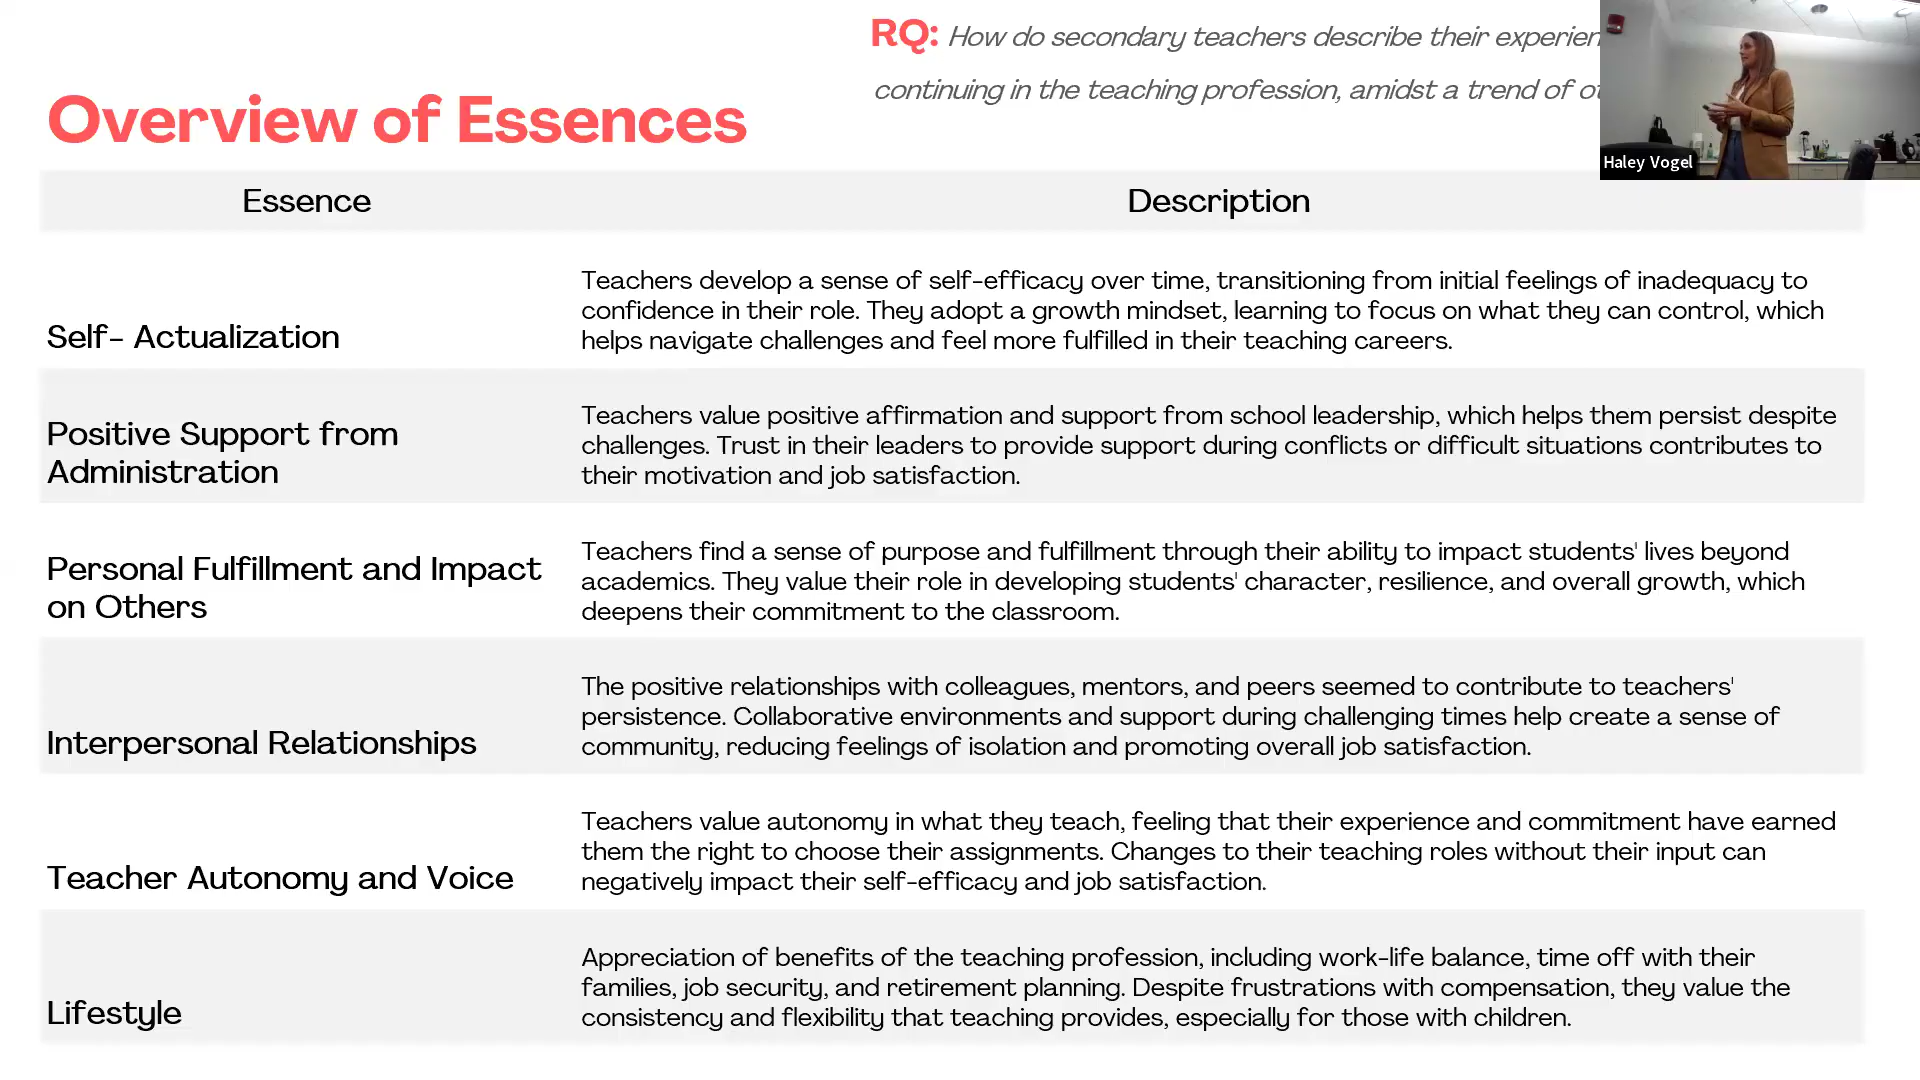 RQ: How do secondary teachers describe their
continuing in the teaching profession, amidst a trend of
Overview of Essences
Haley Vogel
Essence
Description
Self- Actualization
Teachers develop a sense of self-efficacy over time, transitioning from initial feelings of inadequacy to
confidence in their role. They adopt a growth mindset, learning to focus on what they can control, which
helps navigate challenges and feel more fulfilled in their teaching careers.
Positive Support from
Administration
Teachers value positive affirmation and support from school leadership, which helps them persist despite
challenges. Trust in their leaders to provide support during conflicts or difficult situations contributes to
their motivation and job satisfaction.
Personal Fulfillment and Impact
on Others
Teachers find a sense of purpose and fulfillment through their ability to impact students' lives beyond
academics. They value their role in developing students' character, resilience, and overall growth, which
deepens their commitment to the classroom.
Interpersonal Relationships
The positive relationships with colleagues, mentors, and peers seemed to contribute to teachers'
persistence. Collaborative environments and support during challenging times help create a sense of
community, reducing feelings of isolation and promoting overall job satisfaction.
Teacher Autonomy and Voice
Teachers value autonomy in what they teach, feeling that their experience and commitment have earned
them the right to choose their assignments. Changes to their teaching roles without their input can
negatively impact their self-efficacy and job satisfaction.
Lifestyle
Appreciation of benefits of the teaching profession, including work-life balance, time off with their
families, job security, and retirement planning. Despite frustrations with compensation, they value the
consistency and flexibility that teaching provides, especially for those with children.